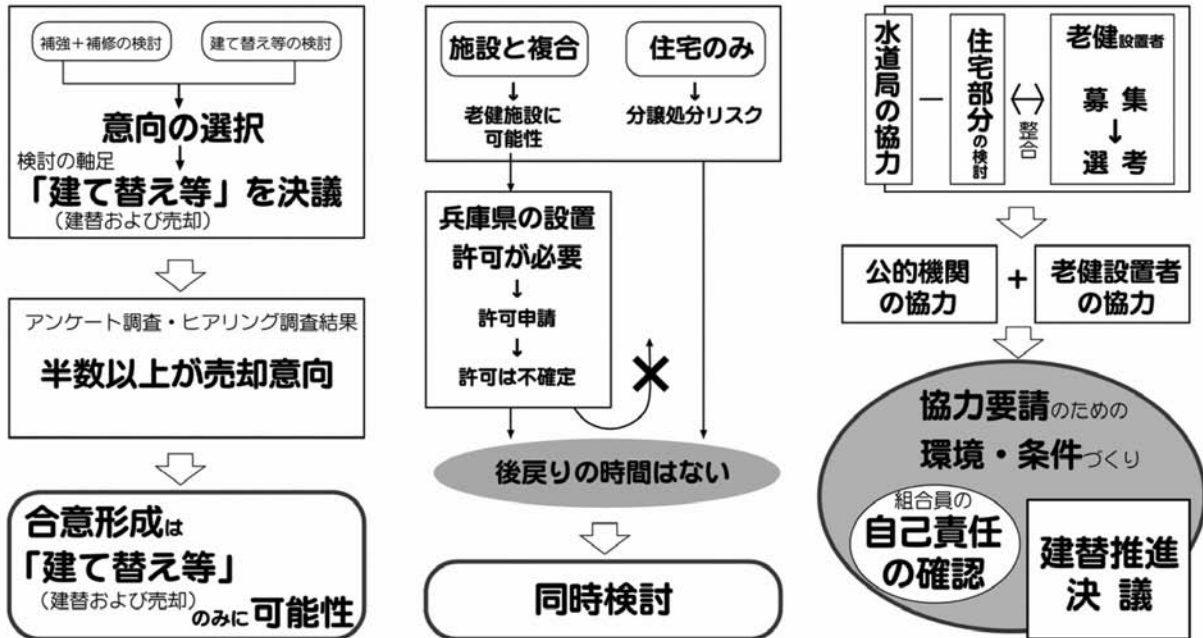 補強+補修の検討
建て替え等の検討
意向の選択
検討の軸足
「建て替え等」を決議
(建替および売却)
アンケート調査・ヒアリング調査結果
半数以上が売却意向
合意形成は
「建て替え等」
(建替および売却)のみに可能性
施設と複合
老健施設に
可能性
住宅のみ
分譲処分リスク
兵庫県の設置
許可が必要
許可申請
許可は不確定
後戻りの時間はない
同時検討
水道局の協力
住宅部分の検討
整合
老健設置者
募集
選考
公的機関
の協力
+
老健設置者
の協力
協力要請のための
環境・条件づくり
組合員の
自己責任
の確認
建替推進
決議